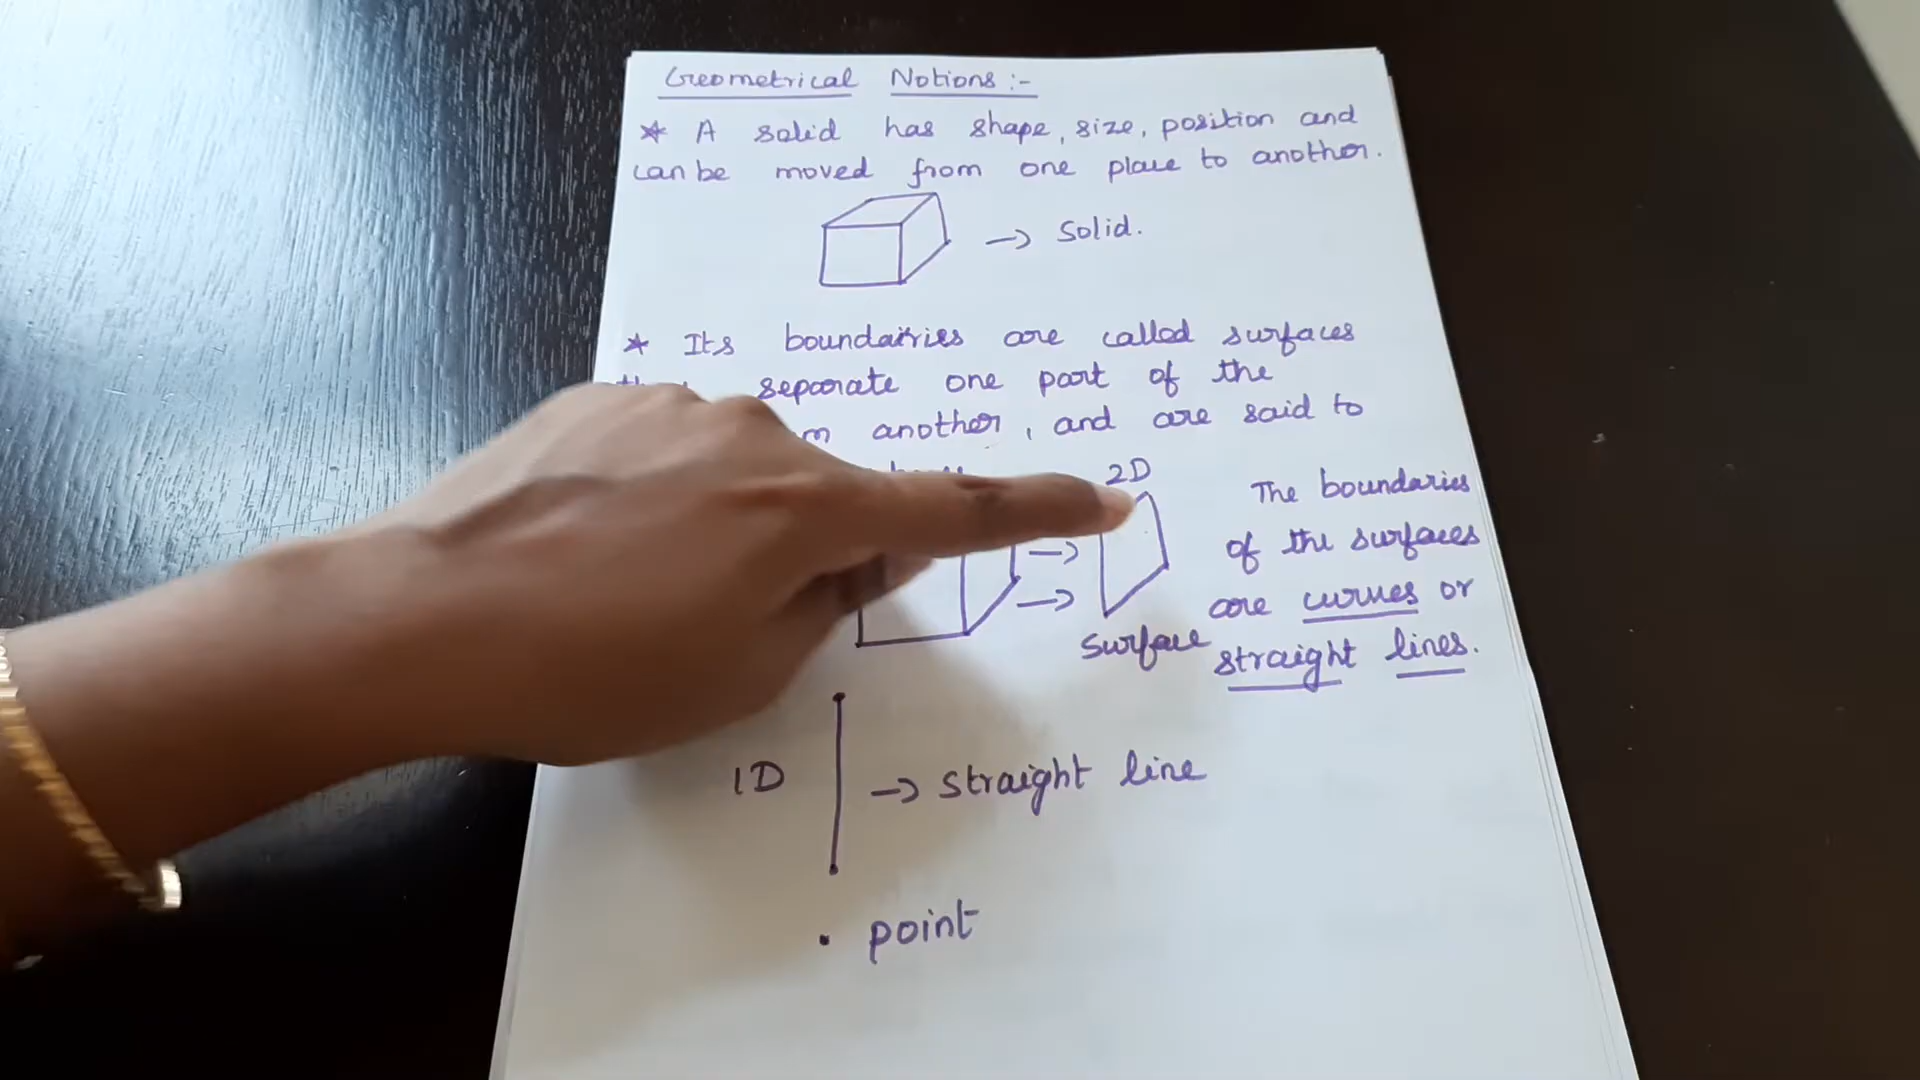 Geometrical Notions :-
* A solid has shape, size, position and
can be moved from one place to another.
→ Solid.
* Its boundaries are called surfaces
separate one part of the
another, and are said to
2D
The boundaries
of the surfaces
are curves or
straight lines.
Surface
1D
→ straight line
. point